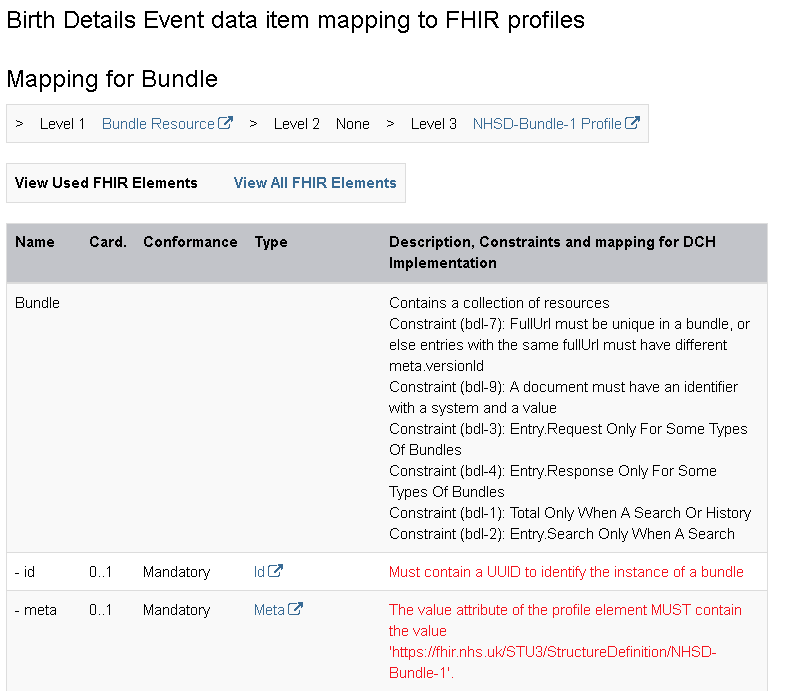 Birth Details Event data item mapping to FHIR profiles
Mapping for Bundle
> Level 1 Bundle Resource > Level 2 None > Level 3 NHSD-Bundle-1 Profile
View Used FHIR Elements View All FHIR Elements
Name Card. Conformance Type Description, Constraints and mapping for DCH
Implementation
Bundle Contains a collection of resources
Constraint (bdl-7): FullUrl must be unique in a bundle, or
else entries with the same fullUrl must have different
meta.versionId
Constraint (bdl-9): A document must have an identifier
with a system and a value
Constraint (bdl-3): Entry.Request Only For Some Types
Of Bundles
Constraint (bdl-4): Entry.Response Only For Some
Types Of Bundles
Constraint (bdl-1): Total Only When A Search Or History
Constraint (bdl-2): Entry.Search Only When A Search
- id 0..1 Mandatory Id Must contain a UUID to identify the instance of a bundle
- meta 0..1 Mandatory Meta The value attribute of the profile element MUST contain
the value
'https://fhir.nhs.uk/STU3/StructureDefinition/NHSD-
Bundle-1'.